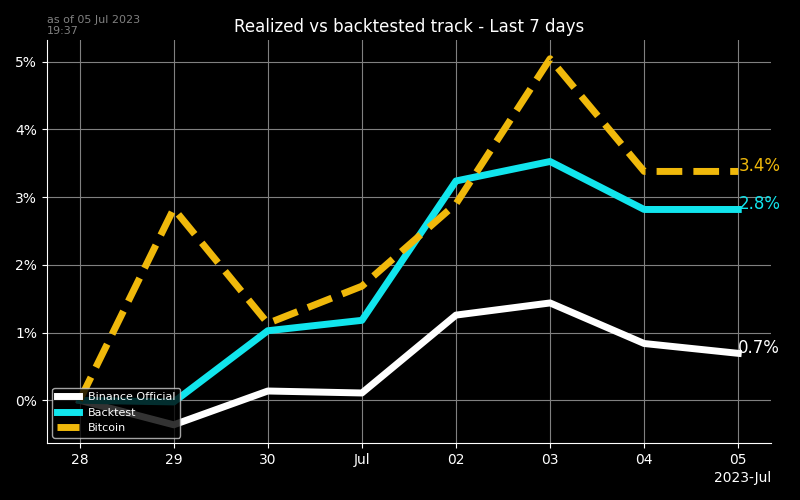 as of 05 Jul 2023
19:37
Realized vs backtested track - Last 7 days
5%
4%
3%
2%
1%
0%
3.4%
2.8%
0.7%
Binance Official
Backtest
Bitcoin
28
29
30
Jul
02
03
04
05
2023-Jul